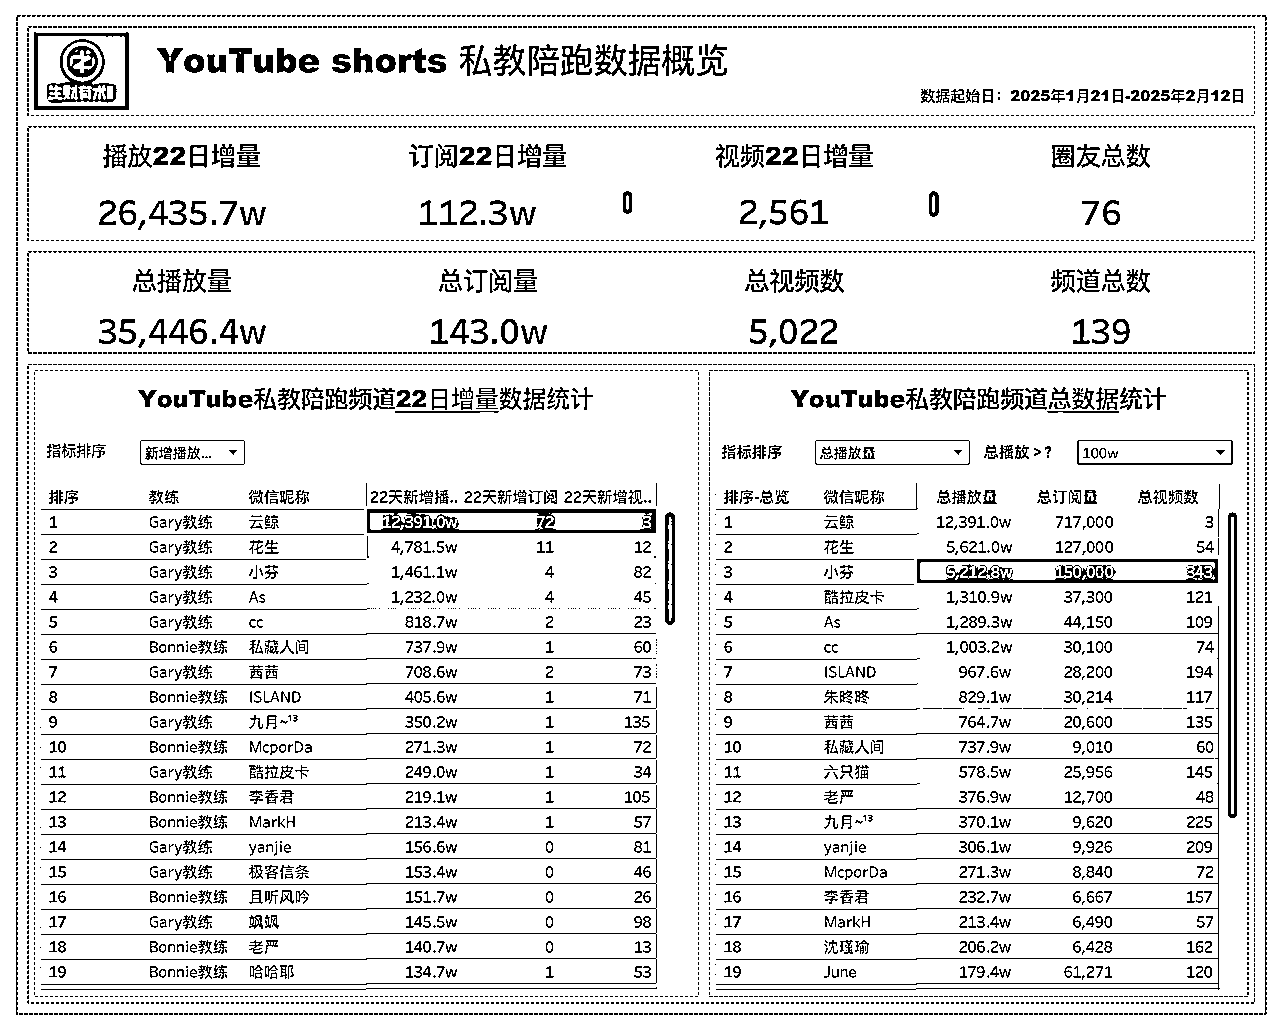 生财有术
YouTube shorts 私教陪跑数据概览
数据起始日：2025年1月21日-2025年2月12日
播放22日增量 订阅22日增量 视频22日增量 圈友总数
26,435.7w 112.3w 2,561 76
总播放量 总订阅量 总视频数 频道总数
35,446.4w 143.0w 5,022 139
YouTube私教陪跑频道22日增量数据统计
指标排序 新增播放...
排序 教练 微信昵称 22天新增播.. 22天新增订阅 22天新增视..
1 Gary教练 云鲸 12,391.0w 72 3
2 Gary教练 花生 4,781.5w 11 12
3 Gary教练 小芬 1,461.1w 4 82
4 Gary教练 As 1,232.0w 4 45
5 Gary教练 cc 818.7w 2 23
6 Bonnie教练 私藏人间 737.9w 1 60
7 Gary教练 茜茜 708.6w 2 73
8 Bonnie教练 ISLAND 405.6w 1 71
9 Gary教练 九月~¹³ 350.2w 1 135
10 Bonnie教练 McporDa 271.3w 1 72
11 Gary教练 酷拉皮卡 249.0w 1 34
12 Bonnie教练 李香君 219.1w 1 105
13 Bonnie教练 MarkH 213.4w 1 57
14 Gary教练 yanjie 156.6w 0 81
15 Gary教练 极客信条 153.4w 0 46
16 Bonnie教练 且听风吟 151.7w 0 26
17 Gary教练 飒飒 145.5w 0 98
18 Bonnie教练 老严 140.7w 0 13
19 Bonnie教练 哈哈耶 134.7w 1 53
YouTube私教陪跑频道总数据统计
指标排序 总播放量 总播放＞? 100w
排序-总览 微信昵称 总播放量 总订阅量 总视频数
1 云鲸 12,391.0w 717,000 3
2 花生 5,621.0w 127,000 54
3 小芬 5,212.8w 150,000 343
4 酷拉皮卡 1,310.9w 37,300 121
5 As 1,289.3w 44,150 109
6 cc 1,003.2w 30,100 74
7 ISLAND 967.6w 28,200 194
8 朱咚咚 829.1w 30,214 117
9 茜茜 764.7w 20,600 135
10 私藏人间 737.9w 9,010 60
11 六只猫 578.5w 25,956 145
12 老严 376.9w 12,700 48
13 九月~¹³ 370.1w 9,620 225
14 yanjie 306.1w 9,926 209
15 McporDa 271.3w 8,840 72
16 李香君 232.7w 6,667 157
17 MarkH 213.4w 6,490 57
18 沈瑾瑜 206.2w 6,428 162
19 June 179.4w 61,271 120